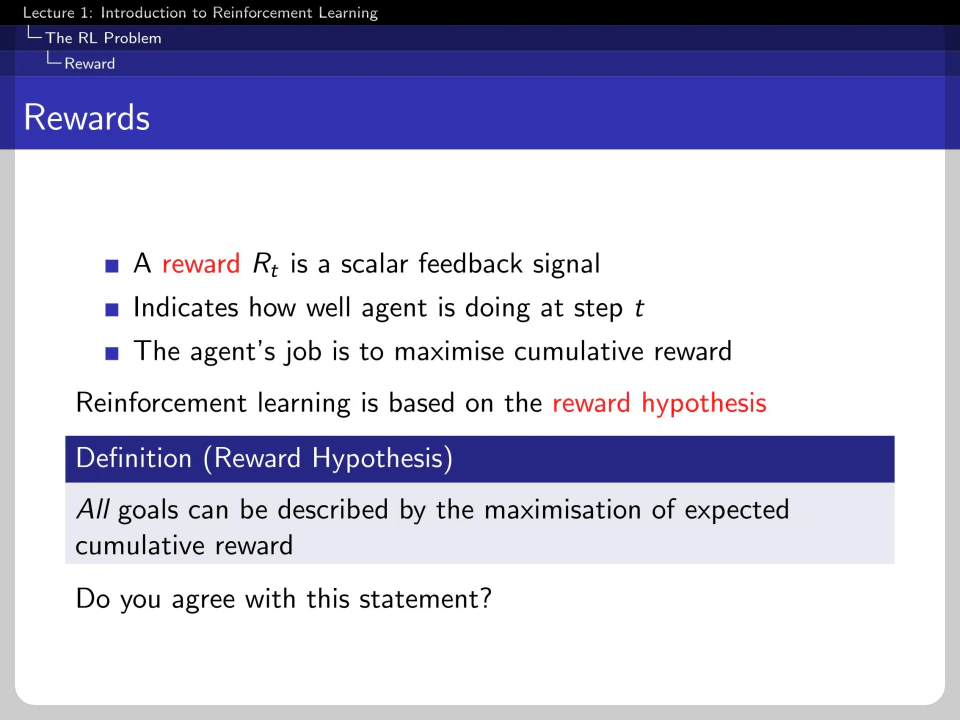 Lecture 1: Introduction to Reinforcement Learning
The RL Problem
Reward
Rewards
A reward Rt is a scalar feedback signal
Indicates how well agent is doing at step t
The agent's job is to maximise cumulative reward
Reinforcement learning is based on the reward hypothesis
Definition (Reward Hypothesis)
All goals can be described by the maximisation of expected
cumulative reward
Do you agree with this statement?